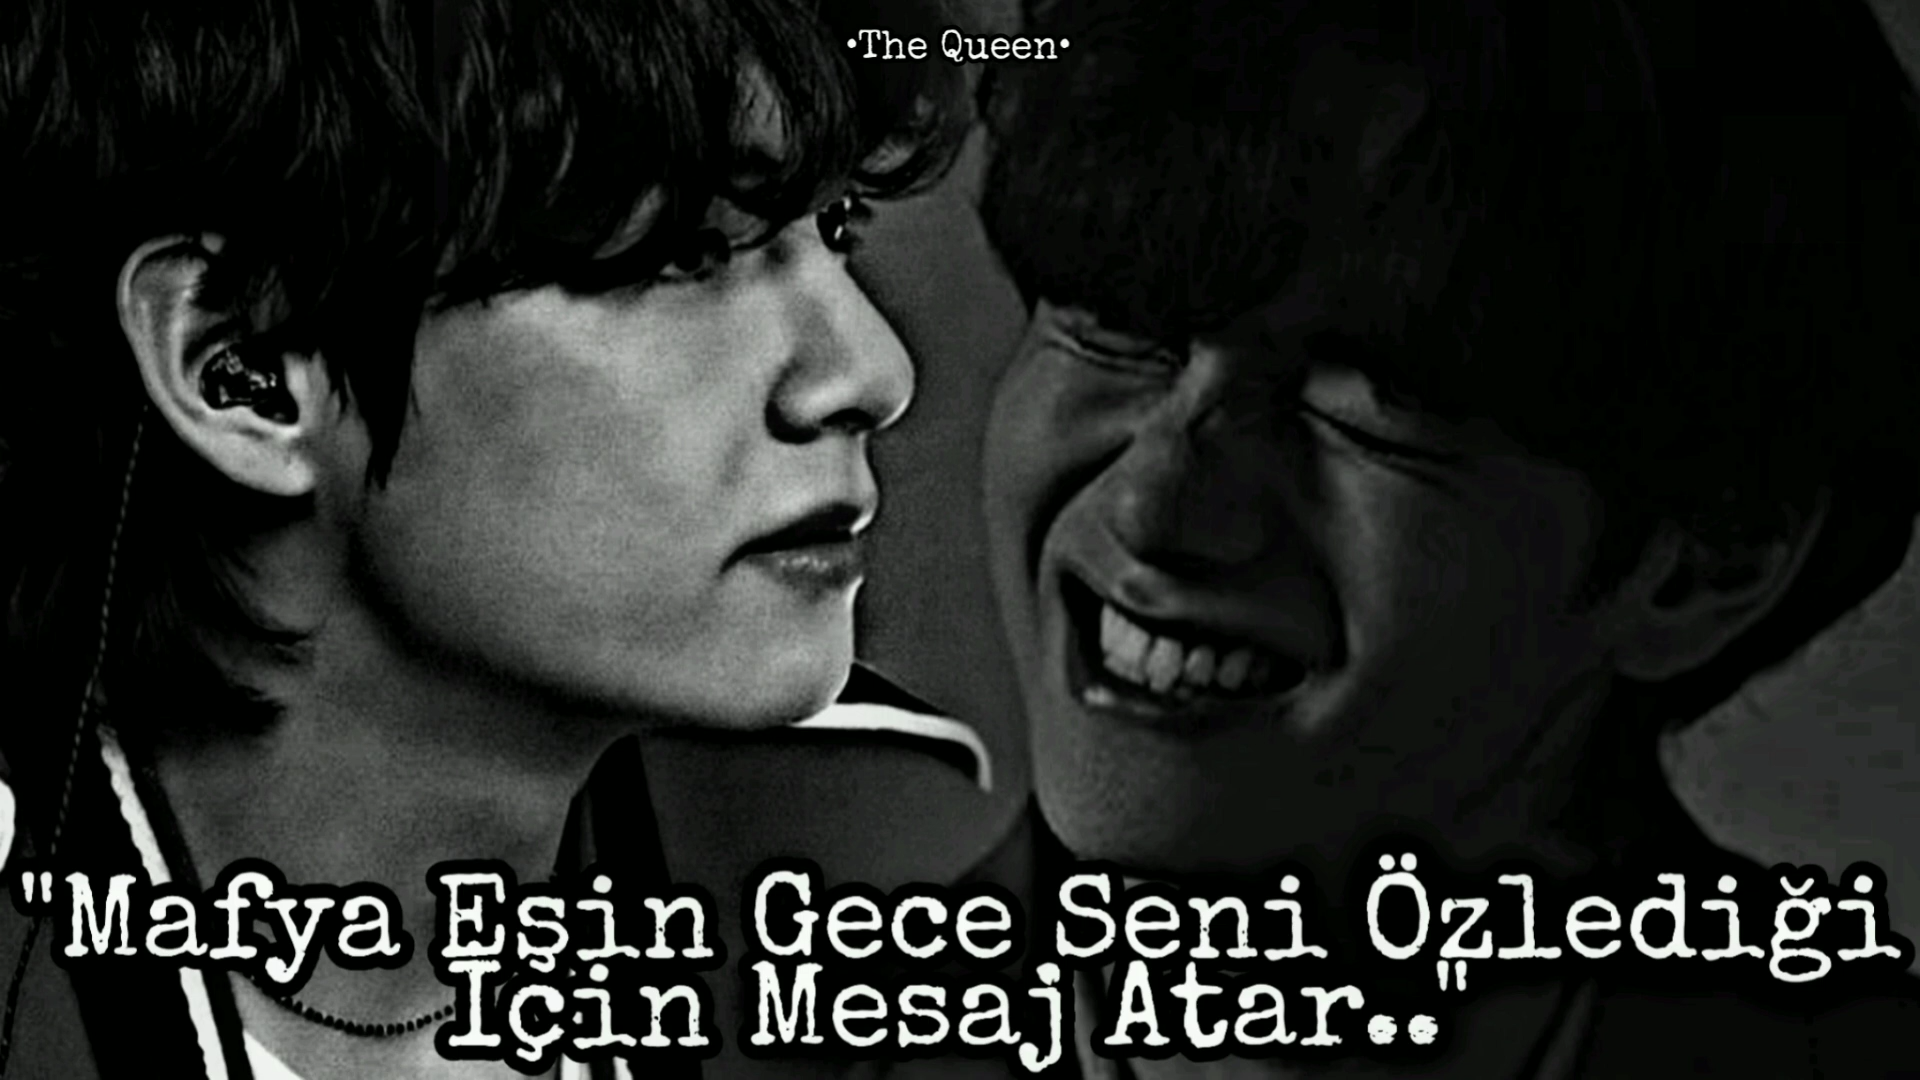 •The Queen•
"Mafya Eşin Gece Seni Özlediği
İçin Mesaj Atar.."